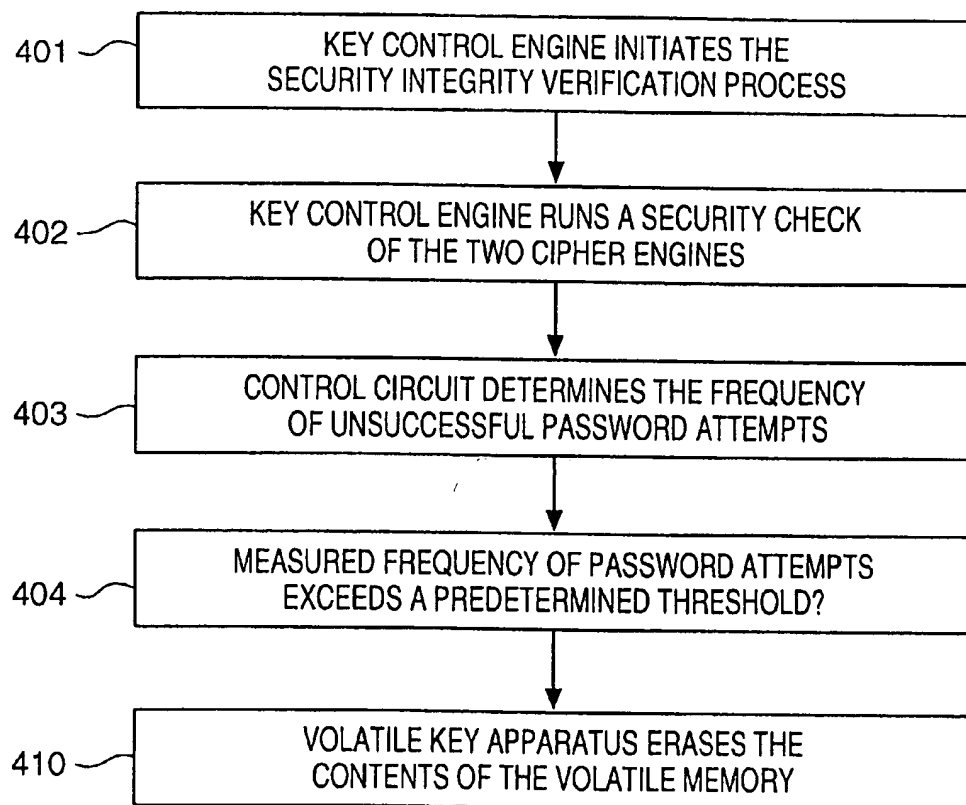 401
KEY CONTROL ENGINE INITIATES THE
SECURITY INTEGRITY VERIFICATION PROCESS
402
KEY CONTROL ENGINE RUNS A SECURITY CHECK
OF THE TWO CIPHER ENGINES
403
CONTROL CIRCUIT DETERMINES THE FREQUENCY
OF UNSUCCESSFUL PASSWORD ATTEMPTS
404
MEASURED FREQUENCY OF PASSWORD ATTEMPTS
EXCEEDS A PREDETERMINED THRESHOLD?
410
VOLATILE KEY APPARATUS ERASES THE
CONTENTS OF THE VOLATILE MEMORY